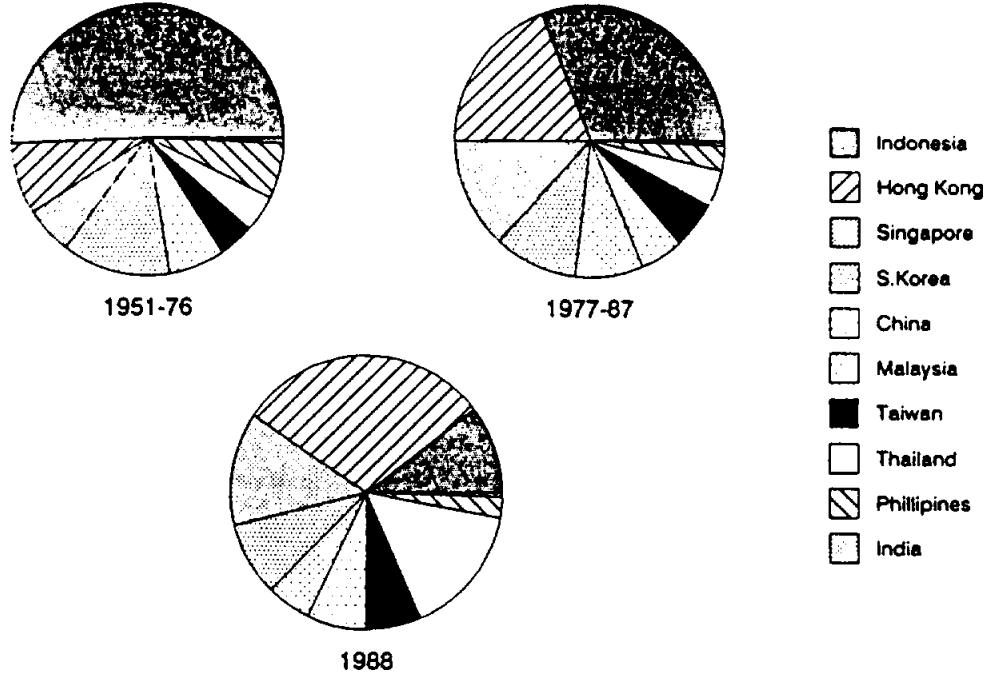 1951-76
1977-87
1988
Indonesia
Hong Kong
Singapore
S.Korea
China
Malaysia
Taiwan
Thailand
Phillipines
India